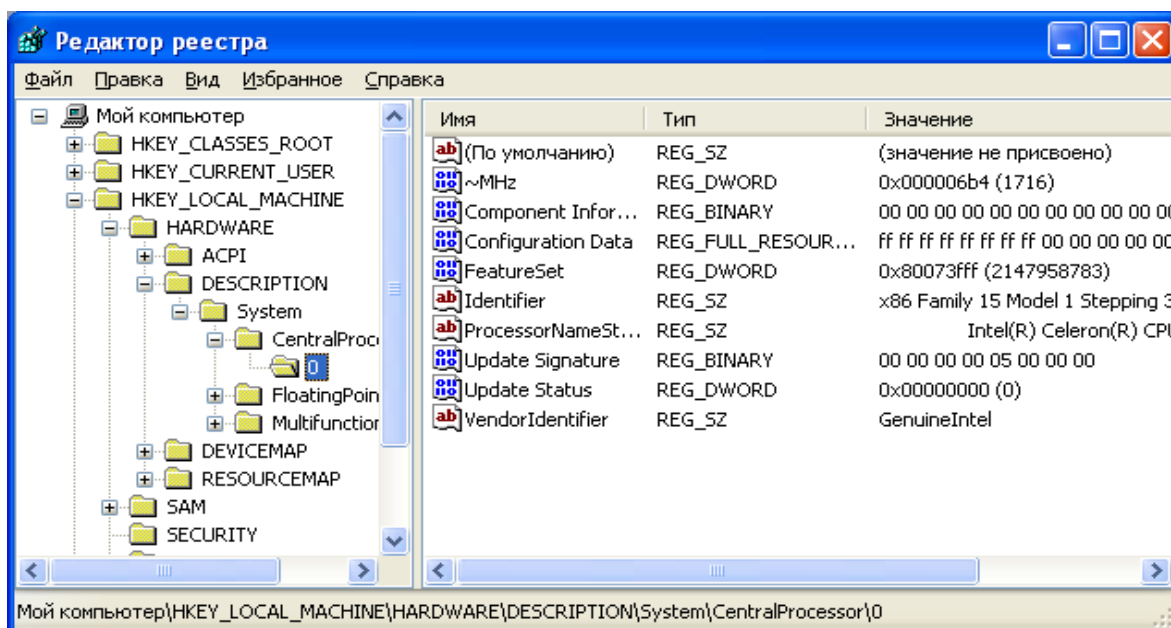 Редактор реестра
Файл Правка Вид Избранное Справка
Мой компьютер
HKEY_CLASSES_ROOT
HKEY_CURRENT_USER
HKEY_LOCAL_MACHINE
HARDWARE
ACPI
DESCRIPTION
System
CentralProc
0
FloatingPoin
Multifunction
DEVICEMAP
RESOURCEMAP
SAM
SECURITY
Имя Тип Значение
(По умолчанию) REG_SZ (значение не присвоено)
~MHz REG_DWORD 0x000006b4 (1716)
Component Infor... REG_BINARY 00 00 00 00 00 00 00 00 00 00 00
Configuration Data REG_FULL_RESOUR... ff ff ff ff ff ff ff ff 00 00 00 00 00
FeatureSet REG_DWORD 0x80073fff (2147958783)
Identifier REG_SZ x86 Family 15 Model 1 Stepping 3
ProcessorNameSt... REG_SZ Intel(R) Celeron(R) CPU
Update Signature REG_BINARY 00 00 00 00 05 00 00 00
Update Status REG_DWORD 0x00000000 (0)
VendorIdentifier REG_SZ GenuineIntel
Мой компьютер\HKEY_LOCAL_MACHINE\HARDWARE\DESCRIPTION\System\CentralProcessor\0